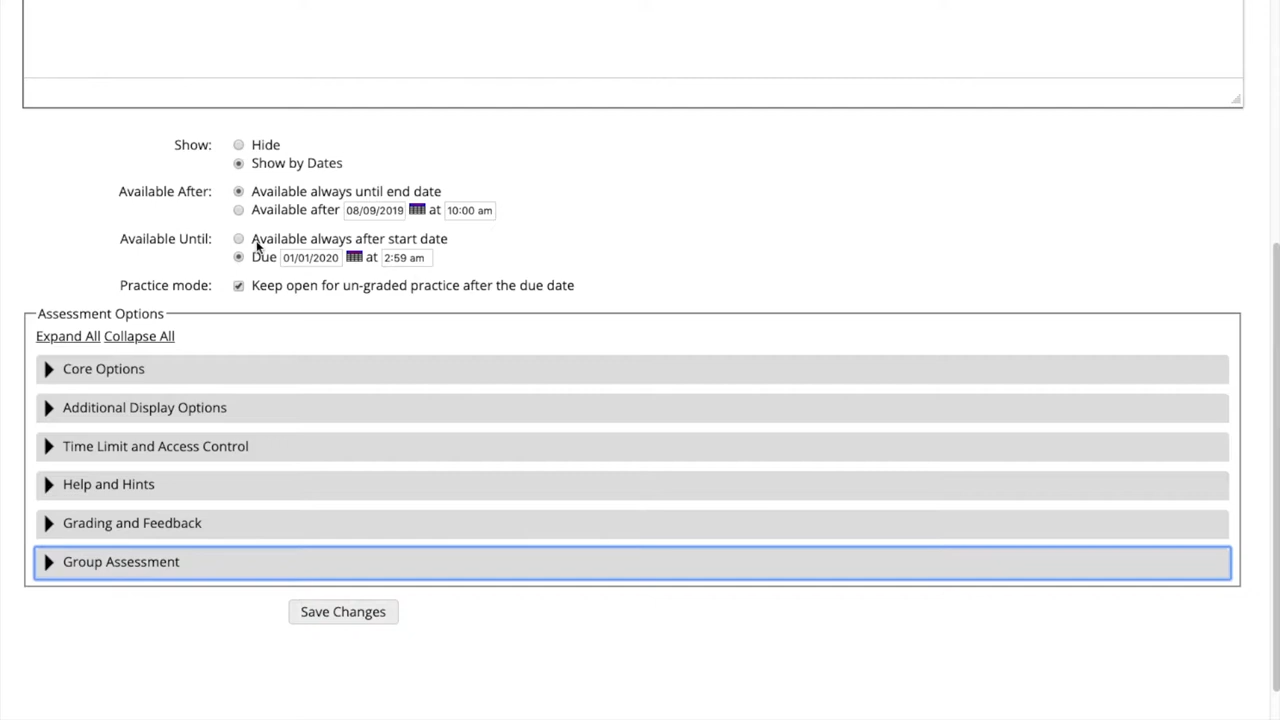 Show: Hide
Show by Dates
Available After: Available always until end date
Available after 08/09/2019 at 10:00 am
Available Until: Available always after start date
Due 01/01/2020 at 2:59 am
Practice mode: Keep open for un-graded practice after the due date
Assessment Options
Expand All Collapse All
Core Options
Additional Display Options
Time Limit and Access Control
Help and Hints
Grading and Feedback
Group Assessment
Save Changes